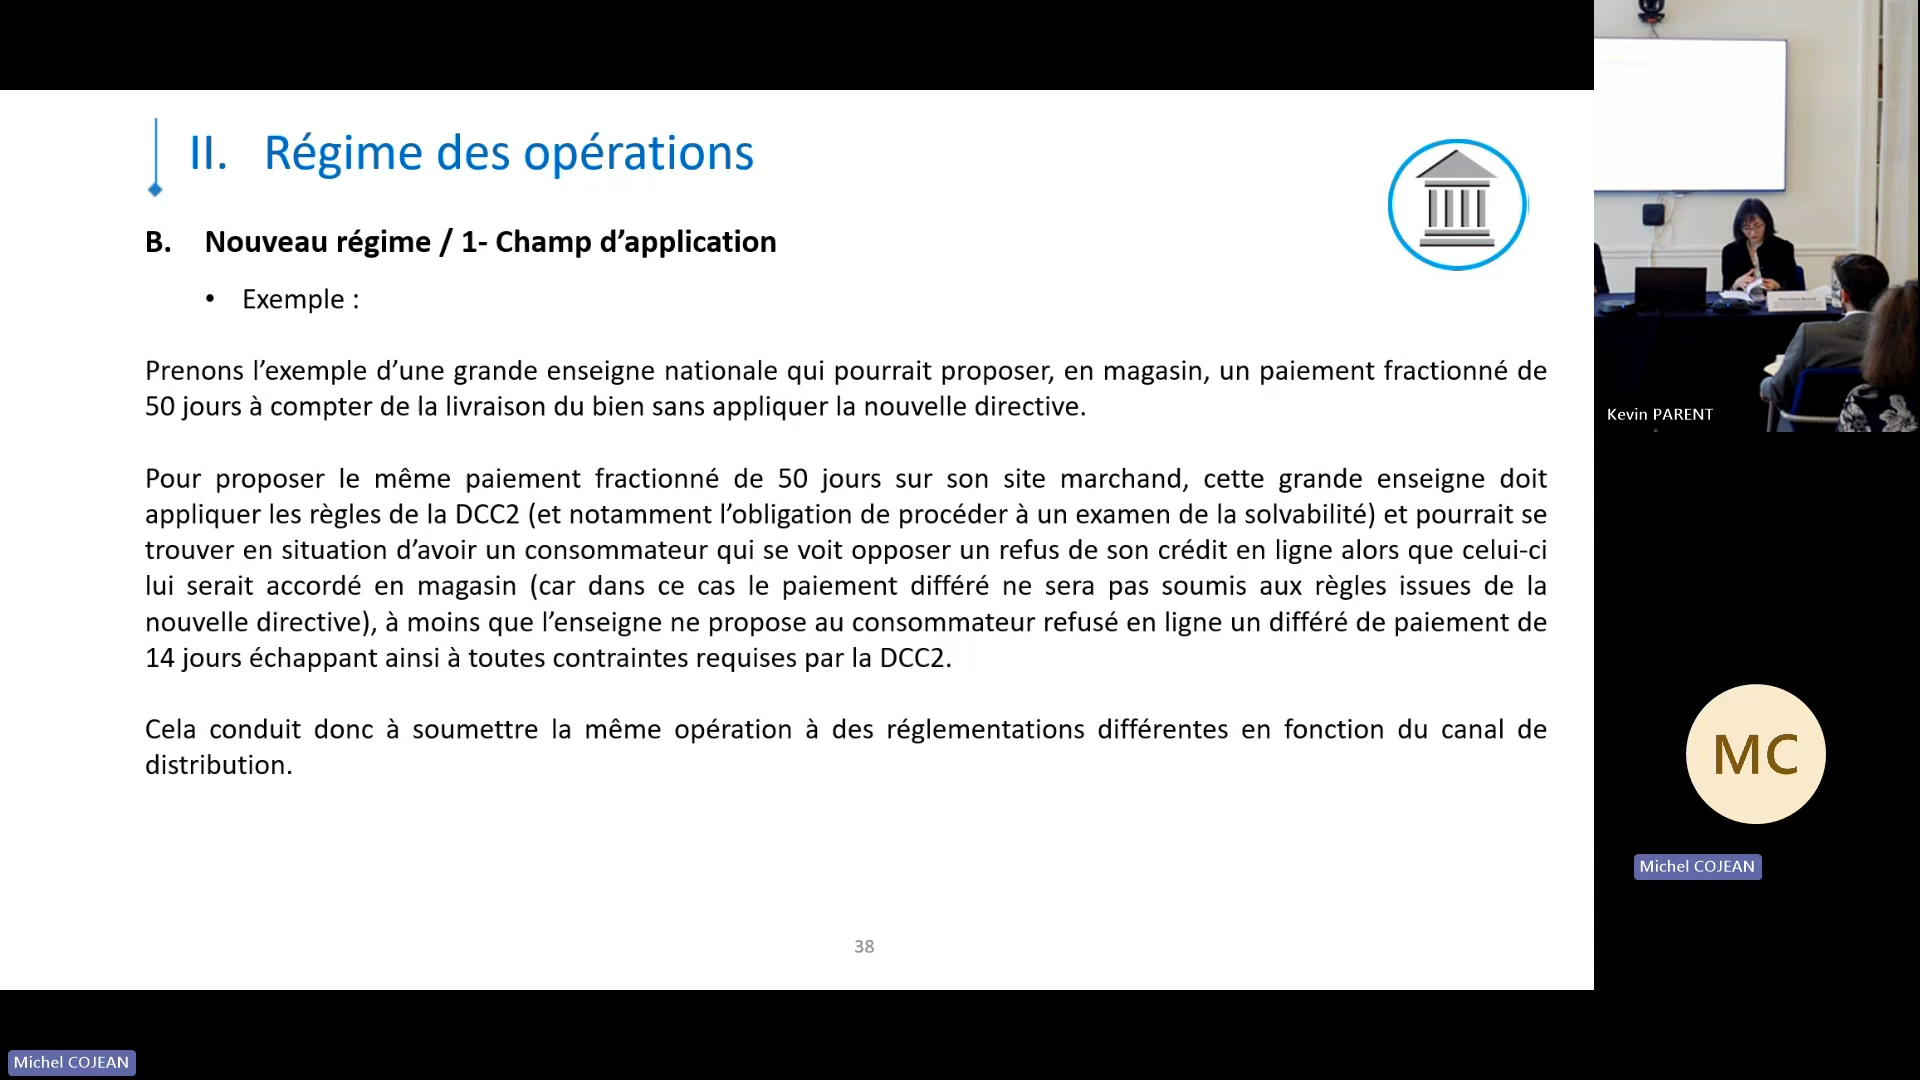 II. Régime des opérations
B. Nouveau régime / 1- Champ d’application
• Exemple :
Prenons l’exemple d’une grande enseigne nationale qui pourrait proposer, en magasin, un paiement fractionné de
50 jours à compter de la livraison du bien sans appliquer la nouvelle directive.
Pour proposer le même paiement fractionné de 50 jours sur son site marchand, cette grande enseigne doit
appliquer les règles de la DCC2 (et notamment l’obligation de procéder à un examen de la solvabilité) et pourrait se
trouver en situation d’avoir un consommateur qui se voit opposer un refus de son crédit en ligne alors que celui-ci
lui serait accordé en magasin (car dans ce cas le paiement différé ne sera pas soumis aux règles issues de la
nouvelle directive), à moins que l’enseigne ne propose au consommateur refusé en ligne un différé de paiement de
14 jours échappant ainsi à toutes contraintes requises par la DCC2.
Cela conduit donc à soumettre la même opération à des réglementations différentes en fonction du canal de
distribution.
38
Kevin PARENT
MC
Michel COJEAN
Michel COJEAN